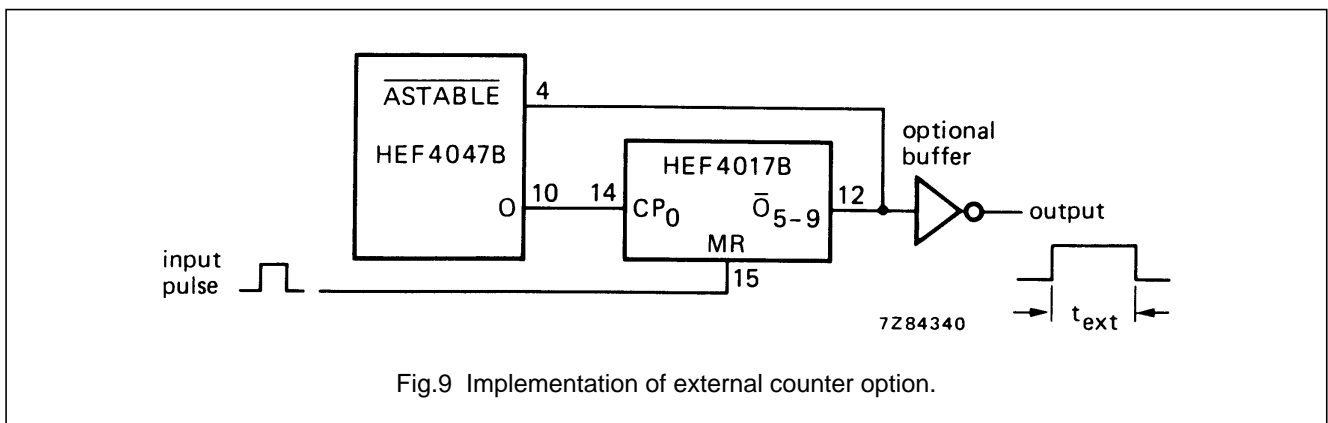 ASTABLE 4
HEF4047B
optional
buffer
HEF4017B
O 10 14 CP0 Ō5-9 12
output
MR
input
pulse
15
7Z84340 text
Fig.9 Implementation of external counter option.